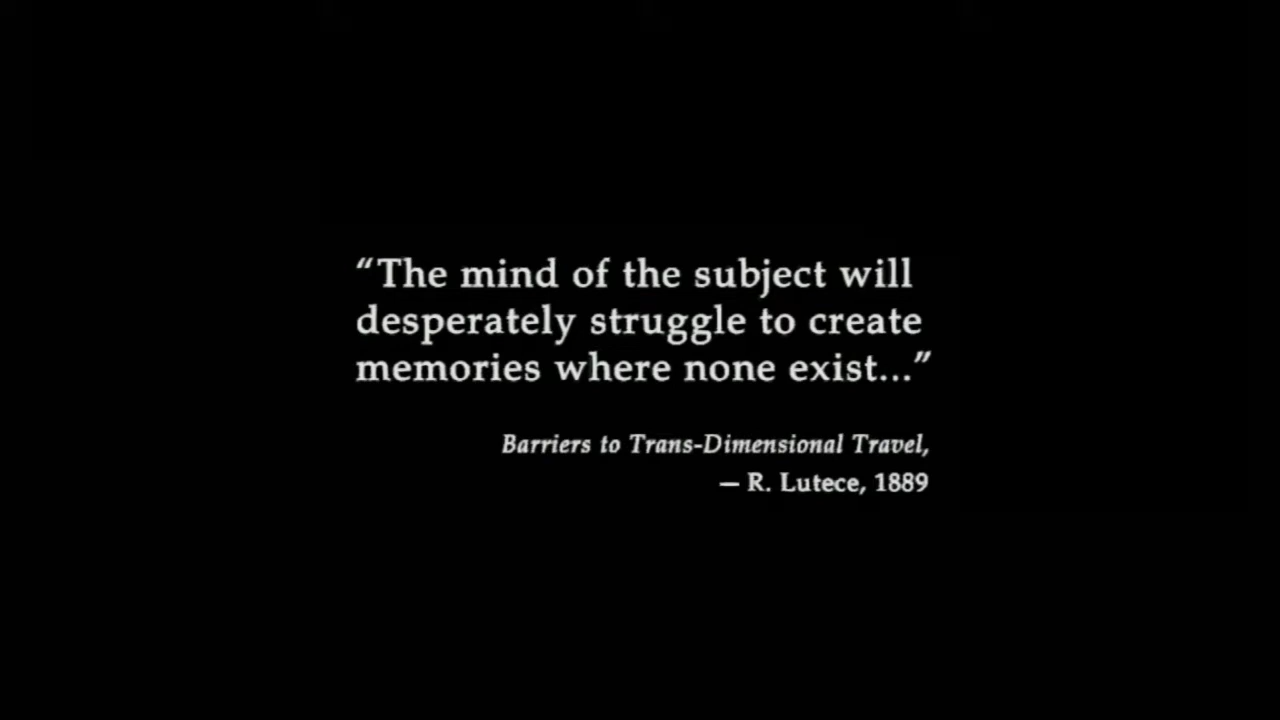 “The mind of the subject will
desperately struggle to create
memories where none exist...”
Barriers to Trans-Dimensional Travel,
— R. Lutece, 1889